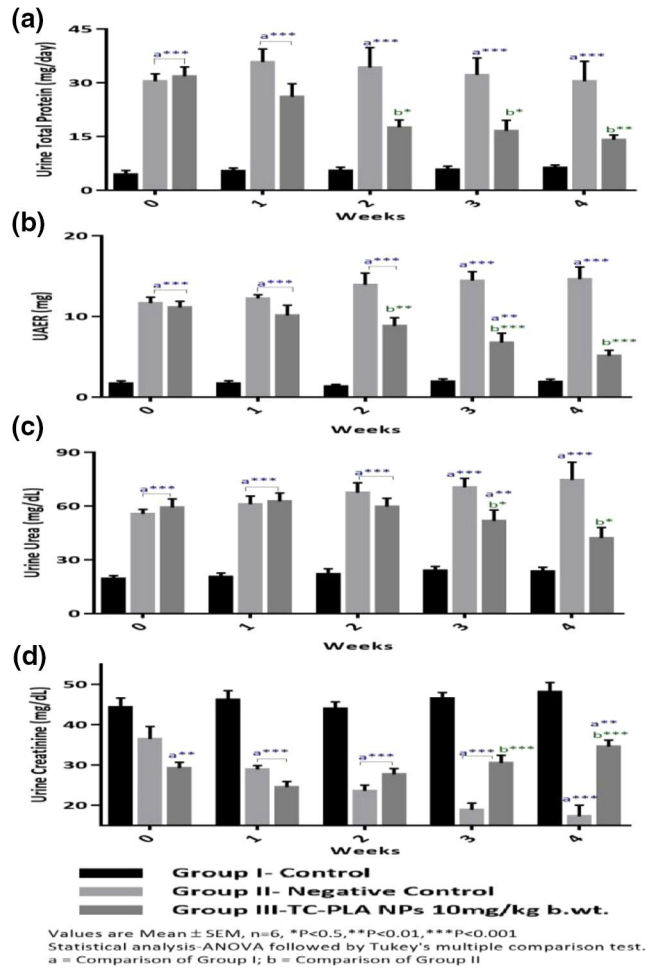 (a)
Urine Total Protein (mg/day)
45
30
15
0
a***
a***
a***
b*
a***
b*
a***
b**
0 1 2 3 4
Weeks
(b)
UAER (mg)
20
10
0
a***
a***
a***
b**
a***
a**
b***
a***
b***
0 1 2 3 4
Weeks
(c)
Urine Urea (mg/dL)
90
60
30
0
a***
a***
a***
a***
a**
b*
a***
b*
0 1 2 3 4
Weeks
(d)
Urine Creatinine (mg/dL)
50
40
30
20
a**
a***
a***
a***
b***
a***
a**
b***
0 1 2 3 4
Weeks
Group I- Control
Group II- Negative Control
Group III-TC-PLA NPs 10mg/kg b.wt.
Values are Mean ± SEM, n=6, *P<0.5,**P<0.01,***P<0.001
Statistical analysis-ANOVA followed by Tukey's multiple comparison test.
a = Comparison of Group I; b = Comparison of Group II